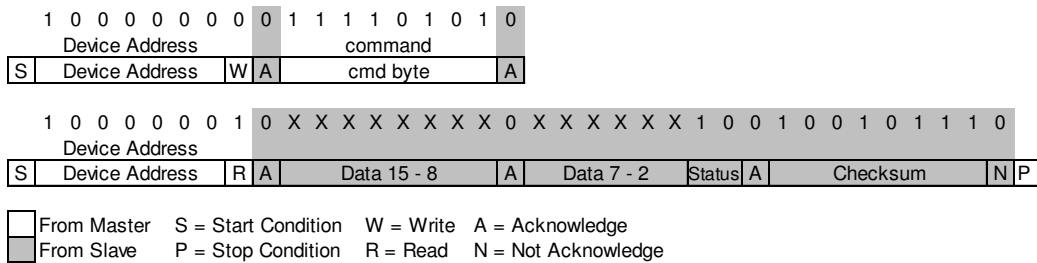 1 0 0 0 0 0 0 0 0 1 1 1 1 0 1 0 1 0
Device Address command
S Device Address W A cmd byte A
1 0 0 0 0 0 0 1 0 X X X X X X X X 0 X X X X X X 1 0 0 1 0 0 1 0 1 1 1 0
Device Address
S Device Address R A Data 15 - 8 A Data 7 - 2 Status A Checksum N P
From Master S = Start Condition W = Write A = Acknowledge
From Slave P = Stop Condition R = Read N = Not Acknowledge